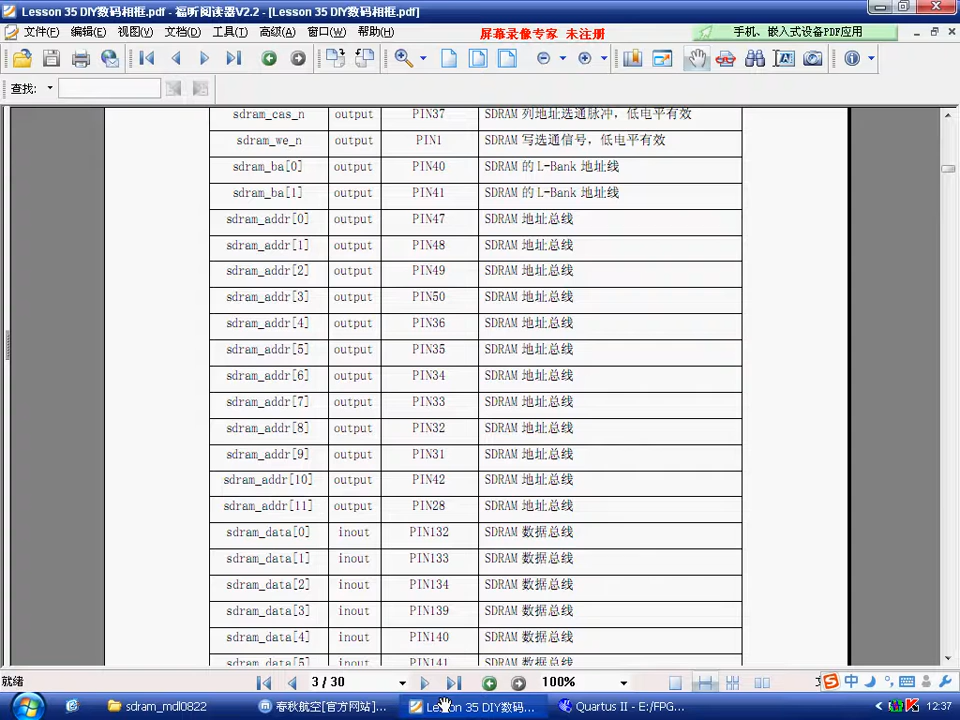 Lesson 35 DIY数码相框.pdf - 福昕阅读器V2.2 - [Lesson 35 DIY数码相框.pdf]
文件(F) 编辑(E) 视图(V) 文档(D) 工具(T) 高级(A) 窗口(W) 帮助(H) 屏幕录像专家 未注册 手机、嵌入式设备PDF应用
查找:
sdram_cas_n output PIN37 SDRAM 列地址选通脉冲，低电平有效
sdram_we_n output PIN1 SDRAM 写选通信号，低电平有效
sdram_ba[0] output PIN40 SDRAM 的 L-Bank 地址线
sdram_ba[1] output PIN41 SDRAM 的 L-Bank 地址线
sdram_addr[0] output PIN47 SDRAM 地址总线
sdram_addr[1] output PIN48 SDRAM 地址总线
sdram_addr[2] output PIN49 SDRAM 地址总线
sdram_addr[3] output PIN50 SDRAM 地址总线
sdram_addr[4] output PIN36 SDRAM 地址总线
sdram_addr[5] output PIN35 SDRAM 地址总线
sdram_addr[6] output PIN34 SDRAM 地址总线
sdram_addr[7] output PIN33 SDRAM 地址总线
sdram_addr[8] output PIN32 SDRAM 地址总线
sdram_addr[9] output PIN31 SDRAM 地址总线
sdram_addr[10] output PIN42 SDRAM 地址总线
sdram_addr[11] output PIN28 SDRAM 地址总线
sdram_data[0] inout PIN132 SDRAM 数据总线
sdram_data[1] inout PIN133 SDRAM 数据总线
sdram_data[2] inout PIN134 SDRAM 数据总线
sdram_data[3] inout PIN139 SDRAM 数据总线
sdram_data[4] inout PIN140 SDRAM 数据总线
sdram_data[5] inout PIN141 SDRAM 数据总线
就绪 3 / 30 100% 中
sdram_mdl0822 春秋航空[官方网站]... Lesson 35 DIY数码... Quartus II - E:/FPG... 12:37